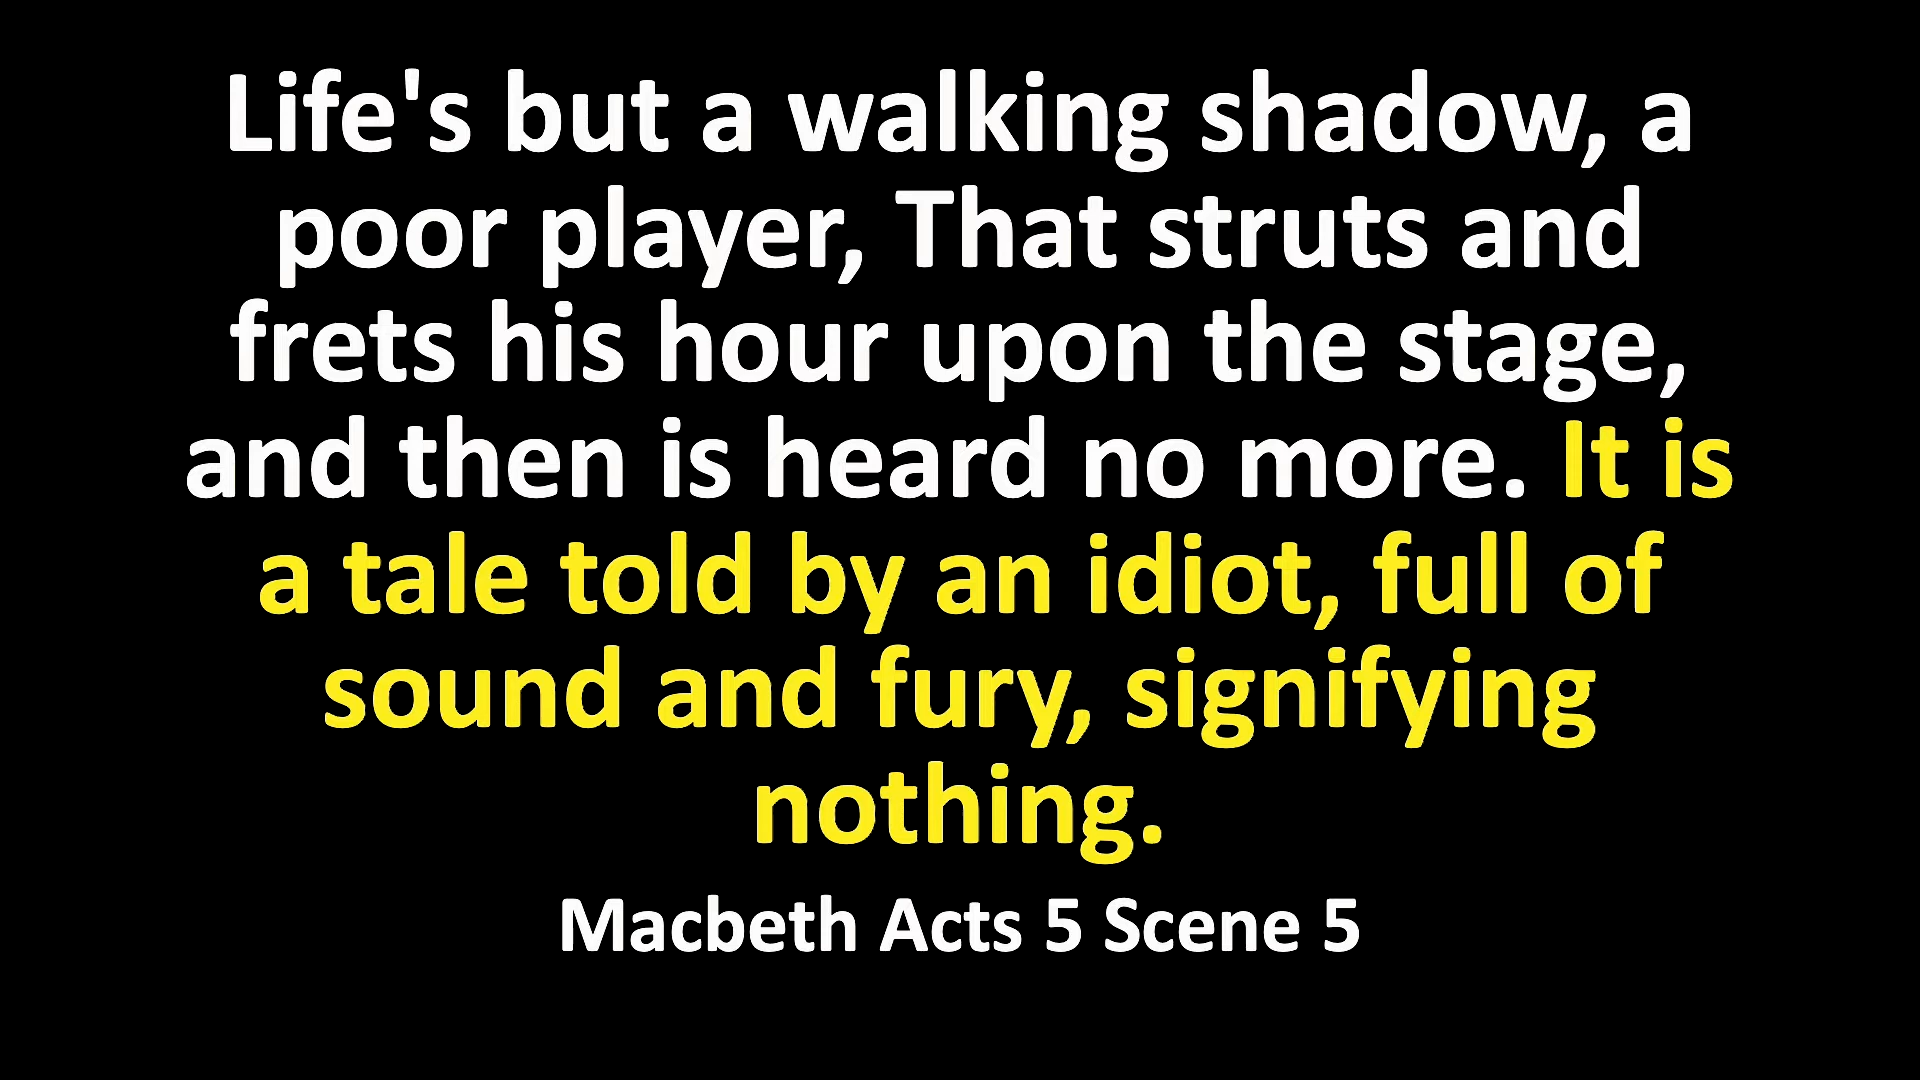 Life's but a walking shadow, a
poor player, That struts and
frets his hour upon the stage,
and then is heard no more. It is
a tale told by an idiot, full of
sound and fury, signifying
nothing.
Macbeth Acts 5 Scene 5